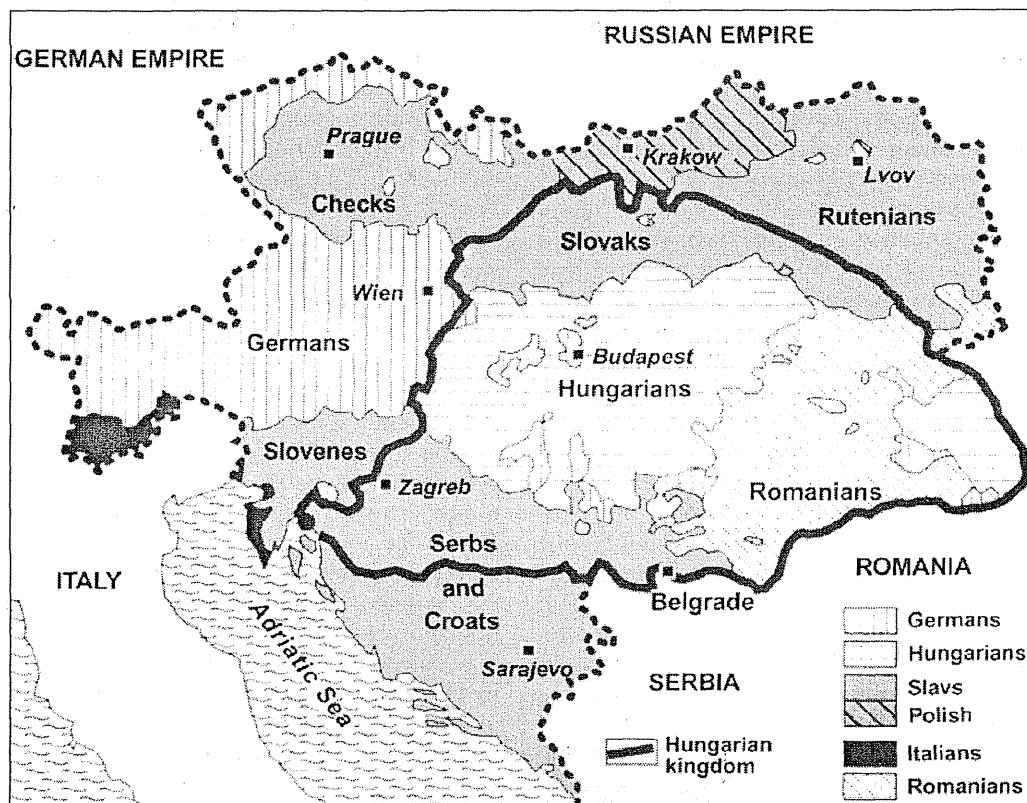 GERMAN EMPIRE
RUSSIAN EMPIRE
Prague
Checks
Krakow
Lvov
Rutenians
Slovaks
Wien
Germans
Budapest
Hungarians
Slovenes
Zagreb
Romanians
Serbs
and
Croats
ITALY
Adriatic Sea
Belgrade
Sarajevo
SERBIA
ROMANIA
Germans
Hungarians
Slavs
Polish
Italians
Romanians
Hungarian
kingdom